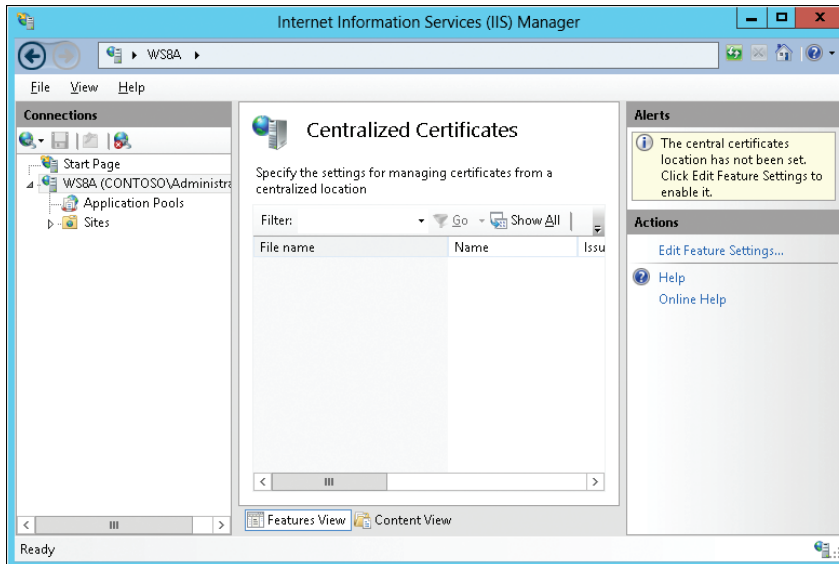 Internet Information Services (IIS) Manager
WS8A
File View Help
Connections
Start Page
WS8A (CONTOSO\Administra
Application Pools
Sites
Centralized Certificates
Specify the settings for managing certificates from a
centralized location
Filter: Go Show All
File name Name Issu
Features View Content View
Alerts
The central certificates
location has not been set.
Click Edit Feature Settings to
enable it.
Actions
Edit Feature Settings...
Help
Online Help
Ready